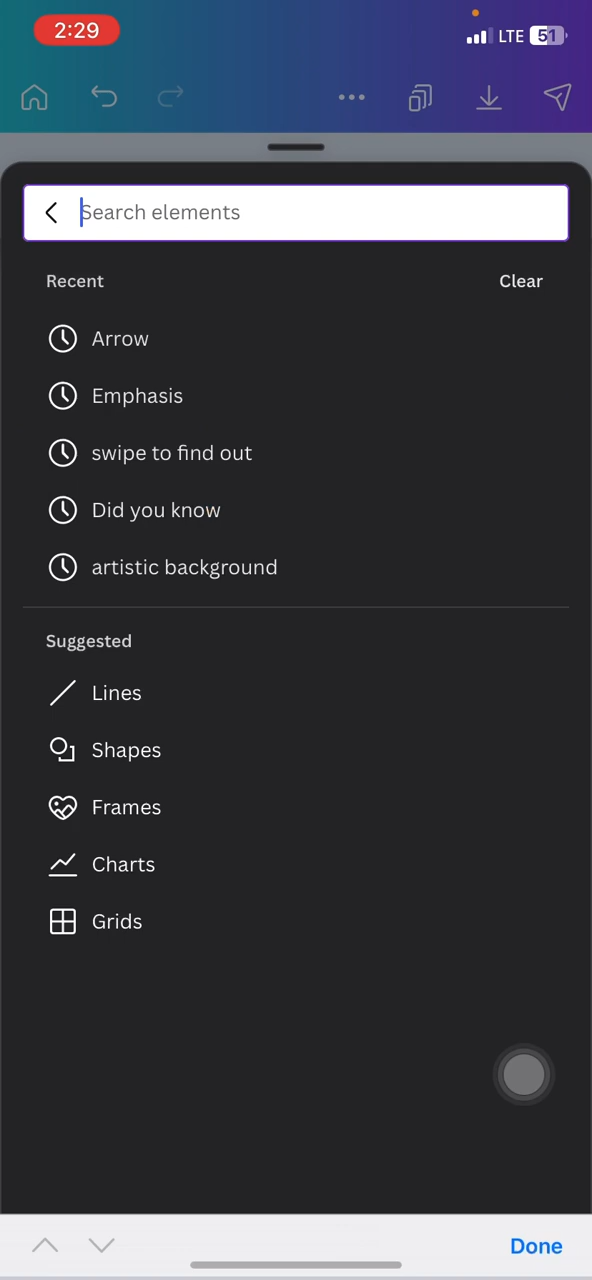 2:29
LTE 51
Search elements
Recent Clear
Arrow
Emphasis
swipe to find out
Did you know
artistic background
Suggested
Lines
Shapes
Frames
Charts
Grids
Done